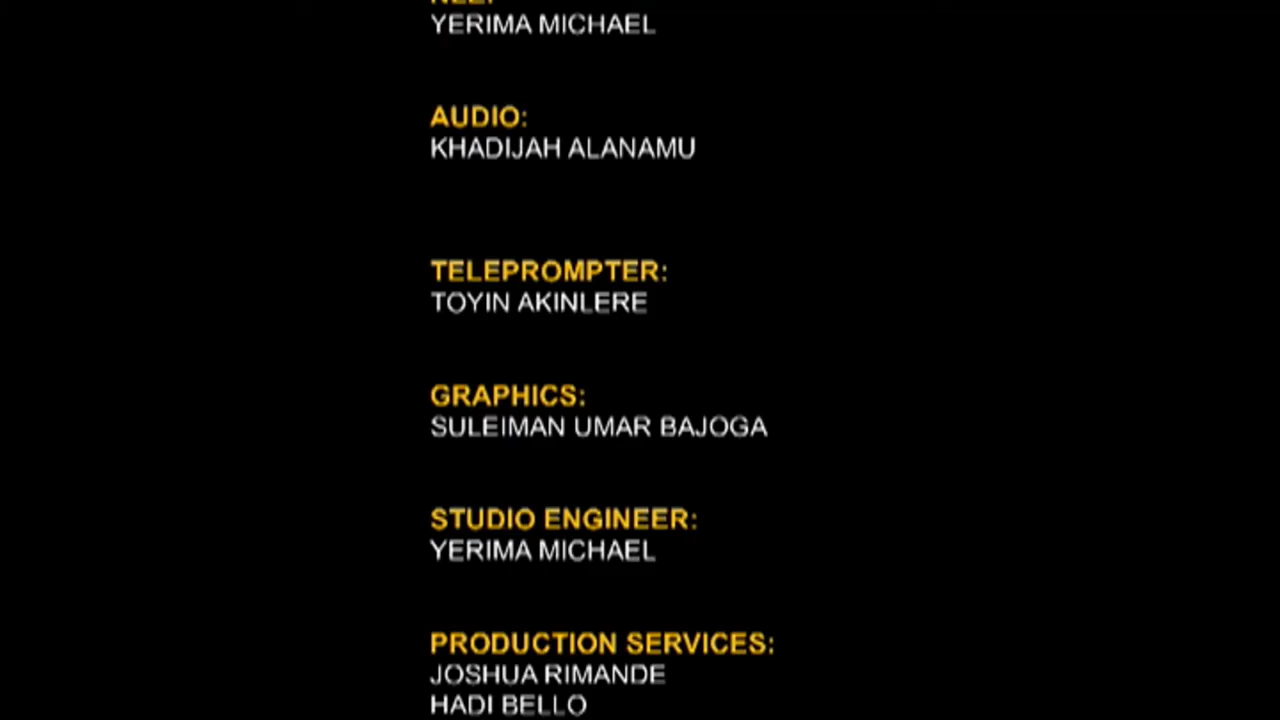 YERIMA MICHAEL
AUDIO:
KHADIJAH ALANAMU
TELEPROMPTER:
TOYIN AKINLERE
GRAPHICS:
SULEIMAN UMAR BAJOGA
STUDIO ENGINEER:
YERIMA MICHAEL
PRODUCTION SERVICES:
JOSHUA RIMANDE
HADI BELLO